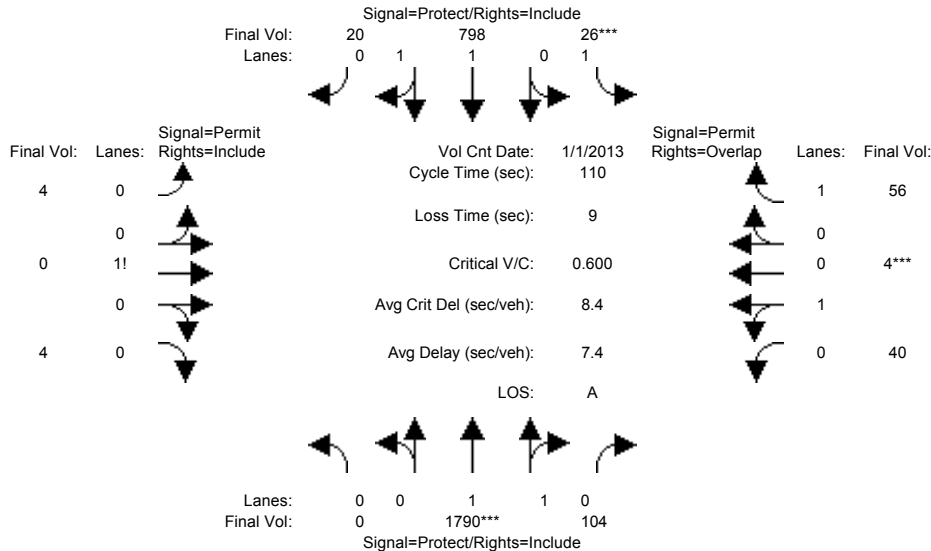 Signal=Protect/Rights=Include
Final Vol: 20 798 26***
Lanes: 0 1 1 0 1
Signal=Permit Signal=Permit
Final Vol: Lanes: Rights=Include Vol Cnt Date: 1/1/2013 Rights=Overlap Lanes: Final Vol:
Cycle Time (sec): 110
4 0 1 56
Loss Time (sec): 9
0 0
0 1! Critical V/C: 0.600 0 4***
0 Avg Crit Del (sec/veh): 8.4 1
4 0 Avg Delay (sec/veh): 7.4 0 40
LOS: A
Lanes: 0 0 1 1 0
Final Vol: 0 1790*** 104
Signal=Protect/Rights=Include